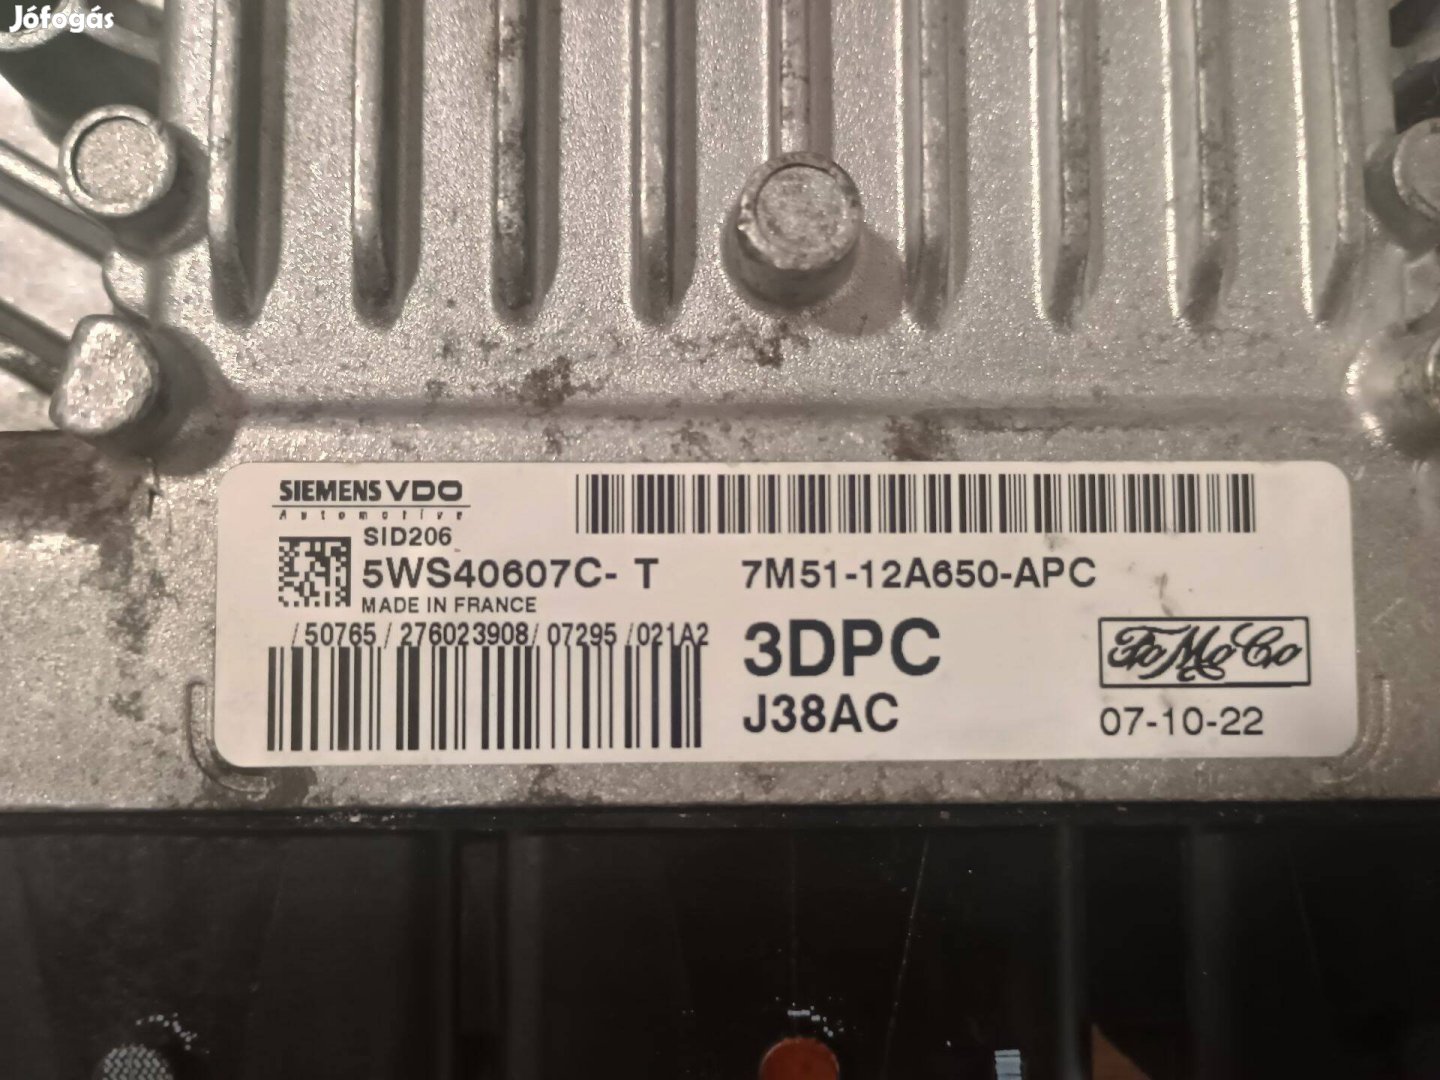 Jófogás
SIEMENS VDO
Automotive
SID206
5WS40607C- T
7M51-12A650-APC
MADE IN FRANCE
/50765/276023908/07295/021A2
3DPC
FoMoCo
J38AC
07-10-22